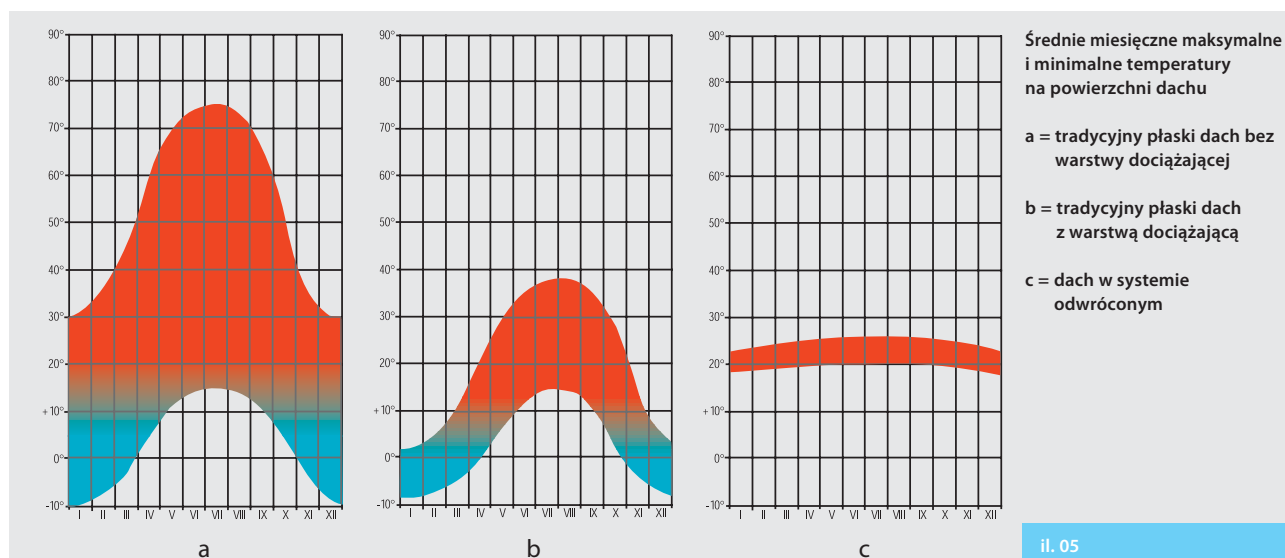 90°
80°
70°
60°
50°
40°
30°
20°
+10°
0°
-10°
I II III IV V VI VII VIII IX X XI XII
a
90°
80°
70°
60°
50°
40°
30°
20°
+10°
0°
-10°
I II III IV V VI VII VIII IX X XI XII
b
90°
80°
70°
60°
50°
40°
30°
20°
+10°
0°
-10°
I II III IV V VI VII VIII IX X XI XII
c
Średnie miesięczne maksymalne
i minimalne temperatury
na powierzchni dachu
a = tradycyjny płaski dach bez
warstwy dociążającej
b = tradycyjny płaski dach
z warstwą dociążającą
c = dach w systemie
odwróconym
il. 05